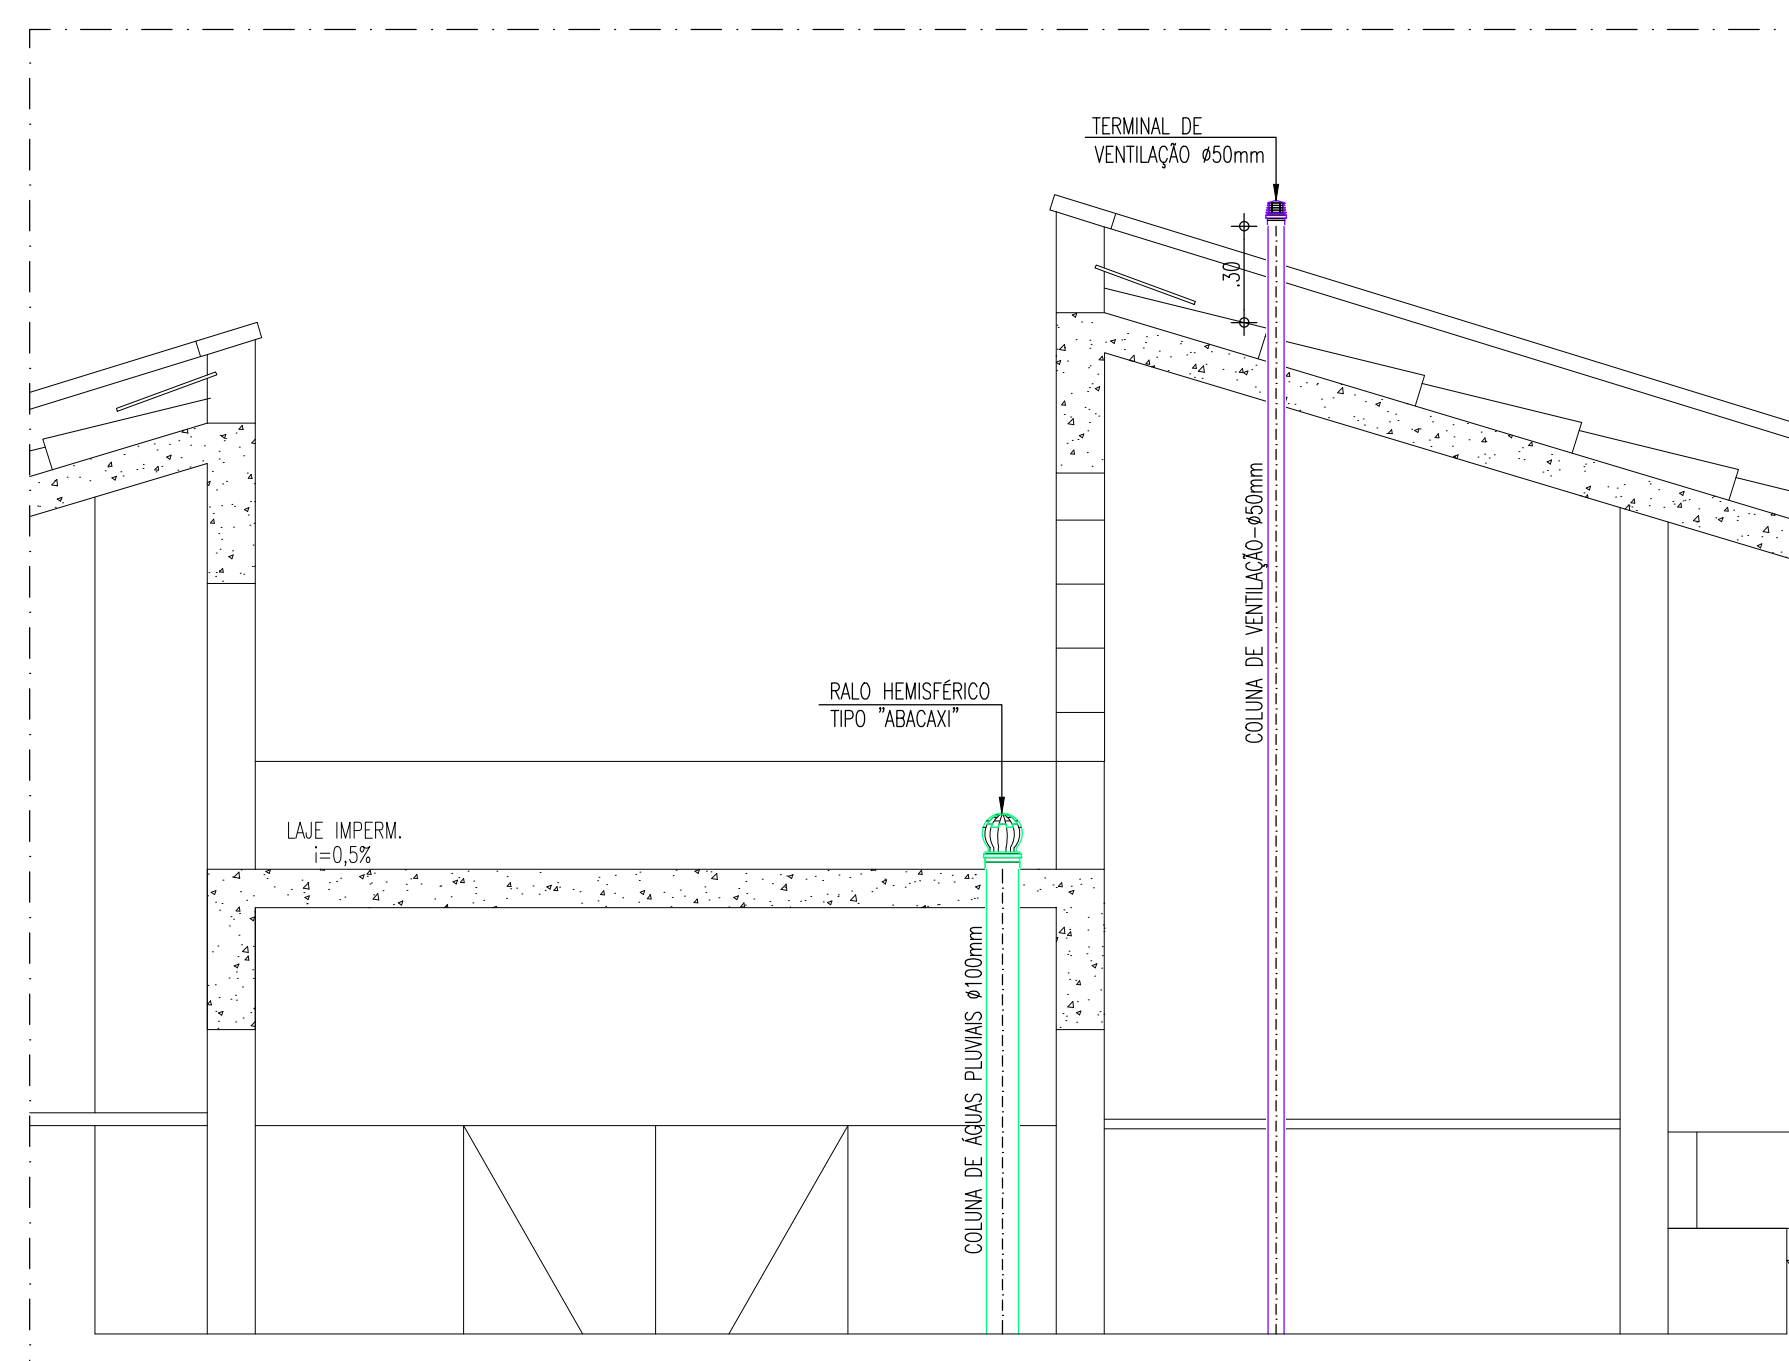 TERMINAL DE
VENTILAÇÃO ø50mm
.30
COLUNA DE VENTILAÇÃO-ø50mm
RALO HEMISFÉRICO
TIPO "ABACAXI"
LAJE IMPERM.
i=0,5%
COLUNA DE ÁGUAS PLUVIAIS ø100mm